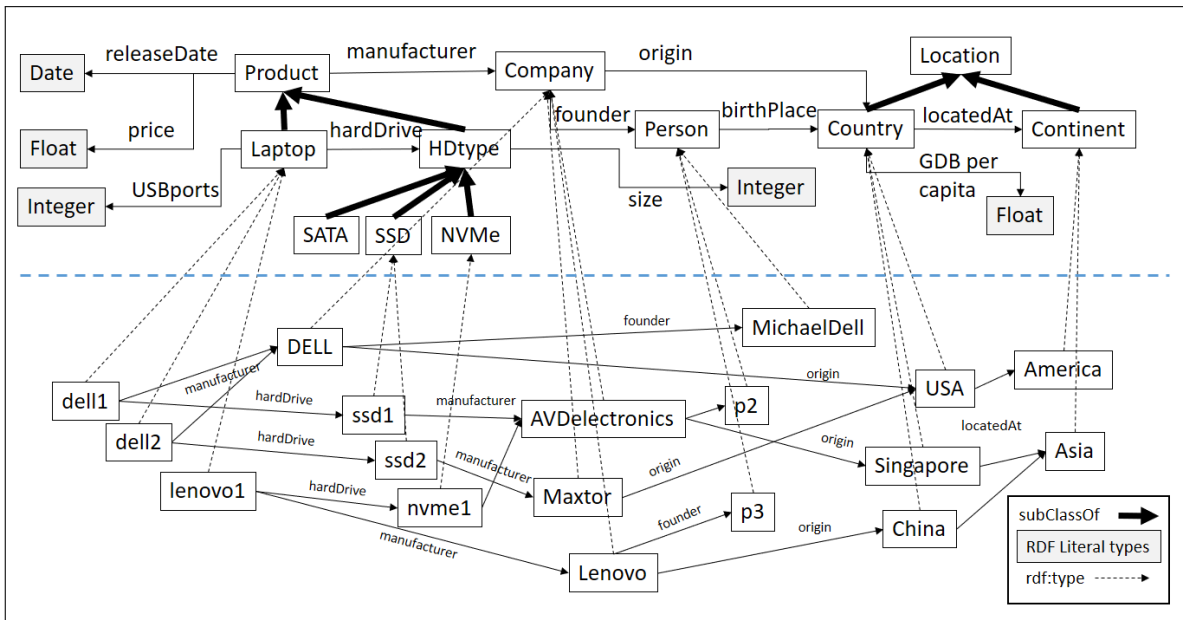 releaseDate
manufacturer
origin
Location
Date
Product
Company
founder
birthPlace
locatedAt
price
hardDrive
Person
Country
Continent
Float
Laptop
HDtype
GDB per
capita
USBports
Integer
Integer
size
Float
SATA
SSD
NVMe
founder
MichaelDell
DELL
manufacturer
origin
America
USA
dell1
hardDrive
ssd1
manufacturer
AVDelectronics
p2
locatedAt
dell2
hardDrive
ssd2
manufacturer
origin
origin
Singapore
Asia
lenovo1
hardDrive
nvme1
Maxtor
p3
manufacturer
founder
origin
China
Lenovo
subClassOf
RDF Literal types
rdf:type